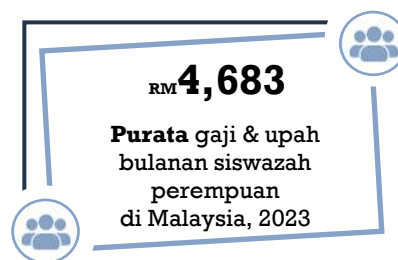 RM4,683
Purata gaji & upah
bulanan siswazah
perempuan
di Malaysia, 2023